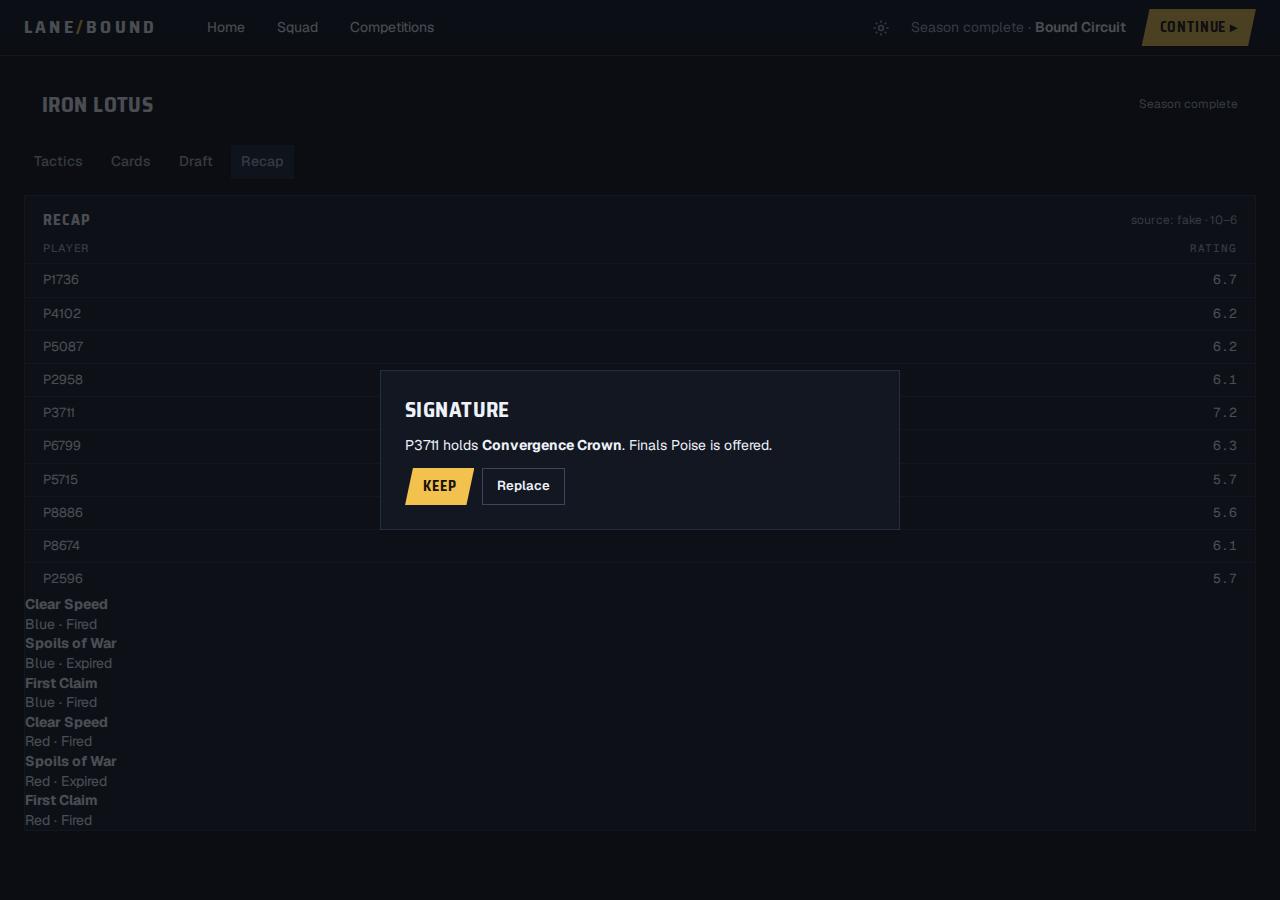 LANE/BOUND Home Squad Competitions Season complete · Bound Circuit CONTINUE ▸
IRON LOTUS Season complete
Tactics Cards Draft Recap
RECAP source: fake · 10–6
PLAYER RATING
P1736 6.7
P4102 6.2
P5087 6.2
P2958 6.1
P3711 7.2
P6799 6.3
P5715 5.7
P8886 5.6
P8674 6.1
P2596 5.7
SIGNATURE
P3711 holds Convergence Crown. Finals Poise is offered.
KEEP Replace
Clear Speed
Blue · Fired
Spoils of War
Blue · Expired
First Claim
Blue · Fired
Clear Speed
Red · Fired
Spoils of War
Red · Expired
First Claim
Red · Fired